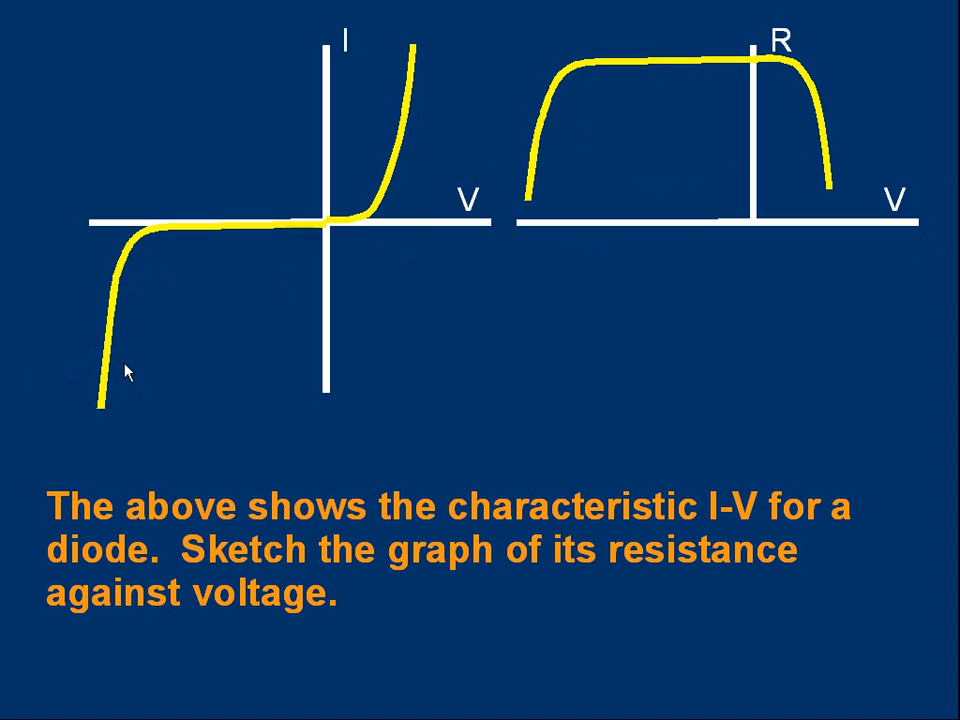 I
R
V
V
The above shows the characteristic I-V for a
diode.  Sketch the graph of its resistance
against voltage.